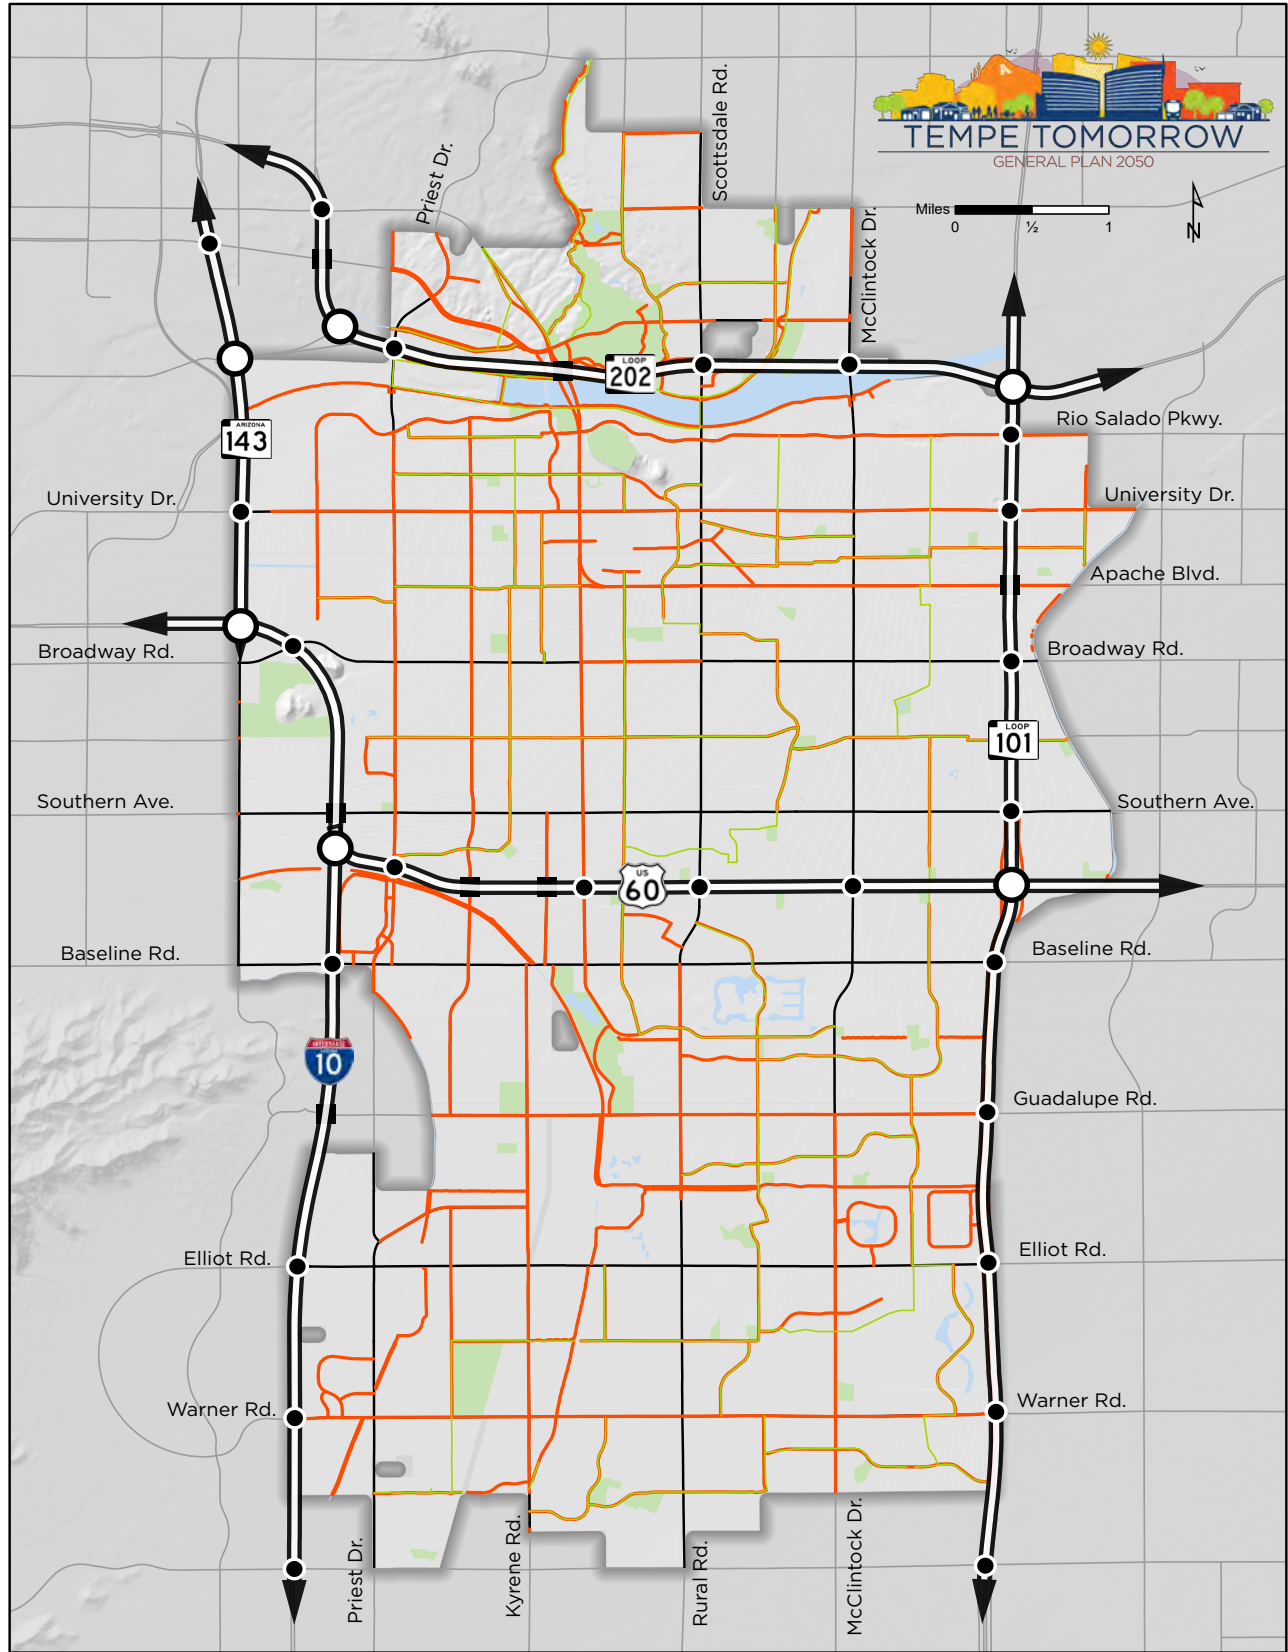 TEMPE TOMORROW
GENERAL PLAN 2050
Scottsdale Rd.
Priest Dr.
McClintock Dr.
Miles
0 ½ 1
N
LOOP
202
ARIZONA
143
Rio Salado Pkwy.
University Dr.
University Dr.
Apache Blvd.
Broadway Rd.
Broadway Rd.
LOOP
101
Southern Ave.
Southern Ave.
US
60
Baseline Rd.
Baseline Rd.
INTERSTATE
10
Guadalupe Rd.
Elliot Rd.
Elliot Rd.
Warner Rd.
Warner Rd.
Priest Dr.
Kyrene Rd.
Rural Rd.
McClintock Dr.